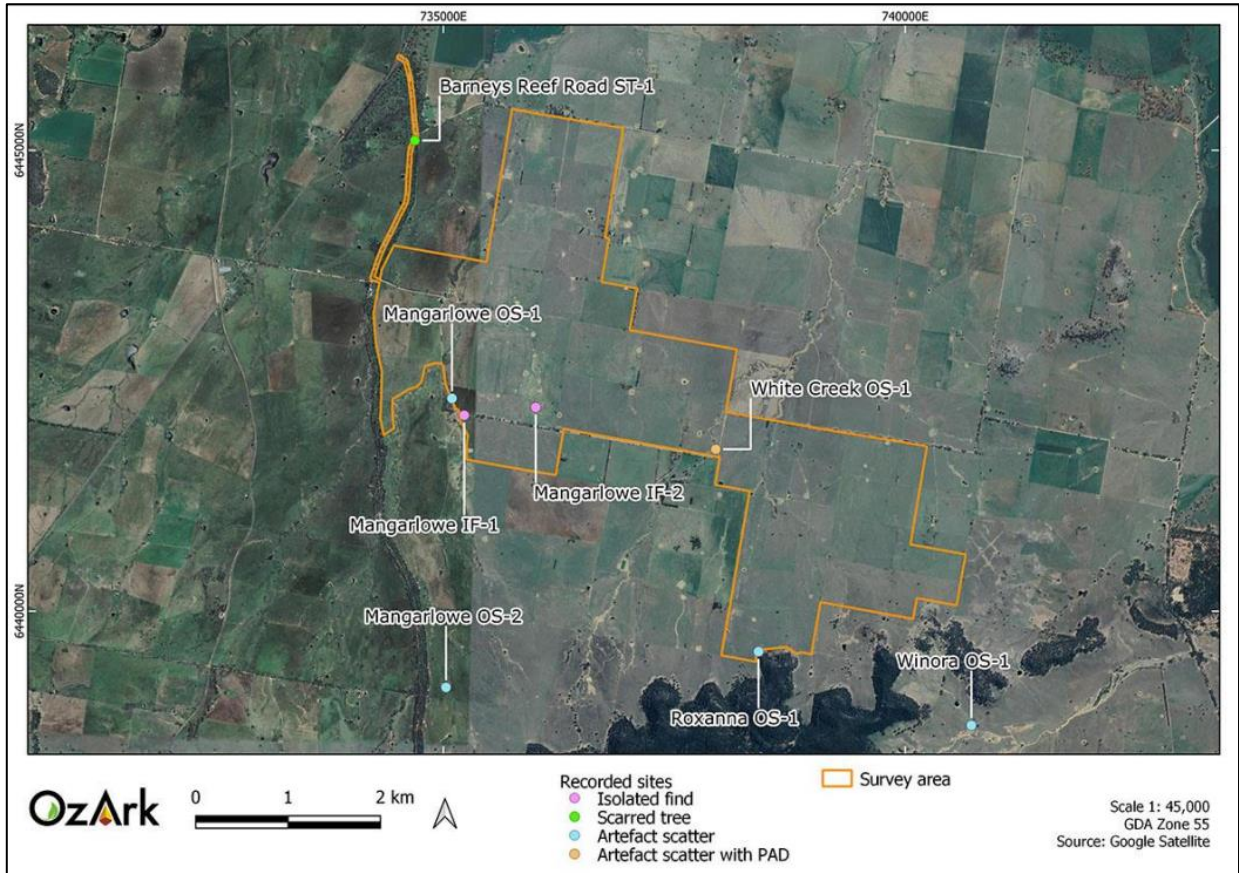 735000E
740000E
6445000N
6440000N
Barneys Reef Road ST-1
Mangarlowe OS-1
White Creek OS-1
Mangarlowe IF-2
Mangarlowe IF-1
Mangarlowe OS-2
Winora OS-1
Roxanna OS-1
OzArk
0 1 2 km
Recorded sites
Isolated find
Scarred tree
Artefact scatter
Artefact scatter with PAD
Survey area
Scale 1: 45,000
GDA Zone 55
Source: Google Satellite